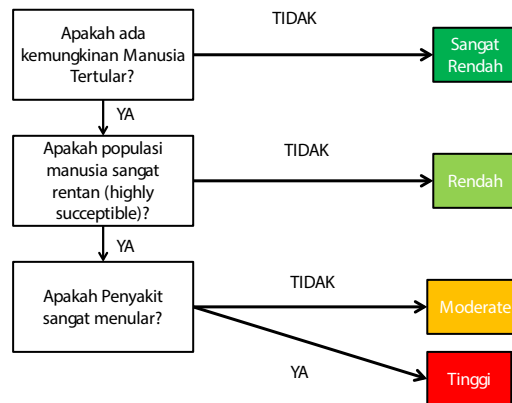 Apakah ada
kemungkinan Manusia
Tertular?
TIDAK
Sangat
Rendah
YA
Apakah populasi
manusia sangat
rentan (highly
succeptible)?
TIDAK
Rendah
YA
Apakah Penyakit
sangat menular?
TIDAK
Moderate
YA
Tinggi